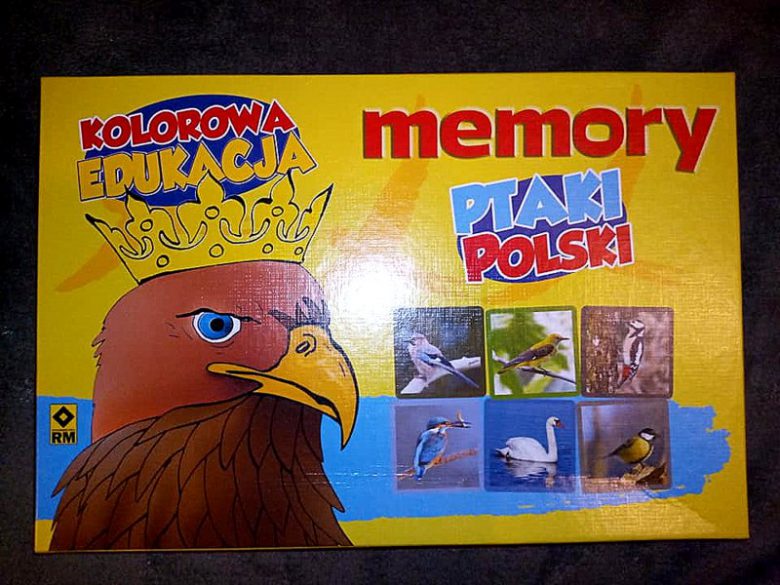 KOLOROWA
EDUKACJA
memory
PTAKI
POLSKI
RM